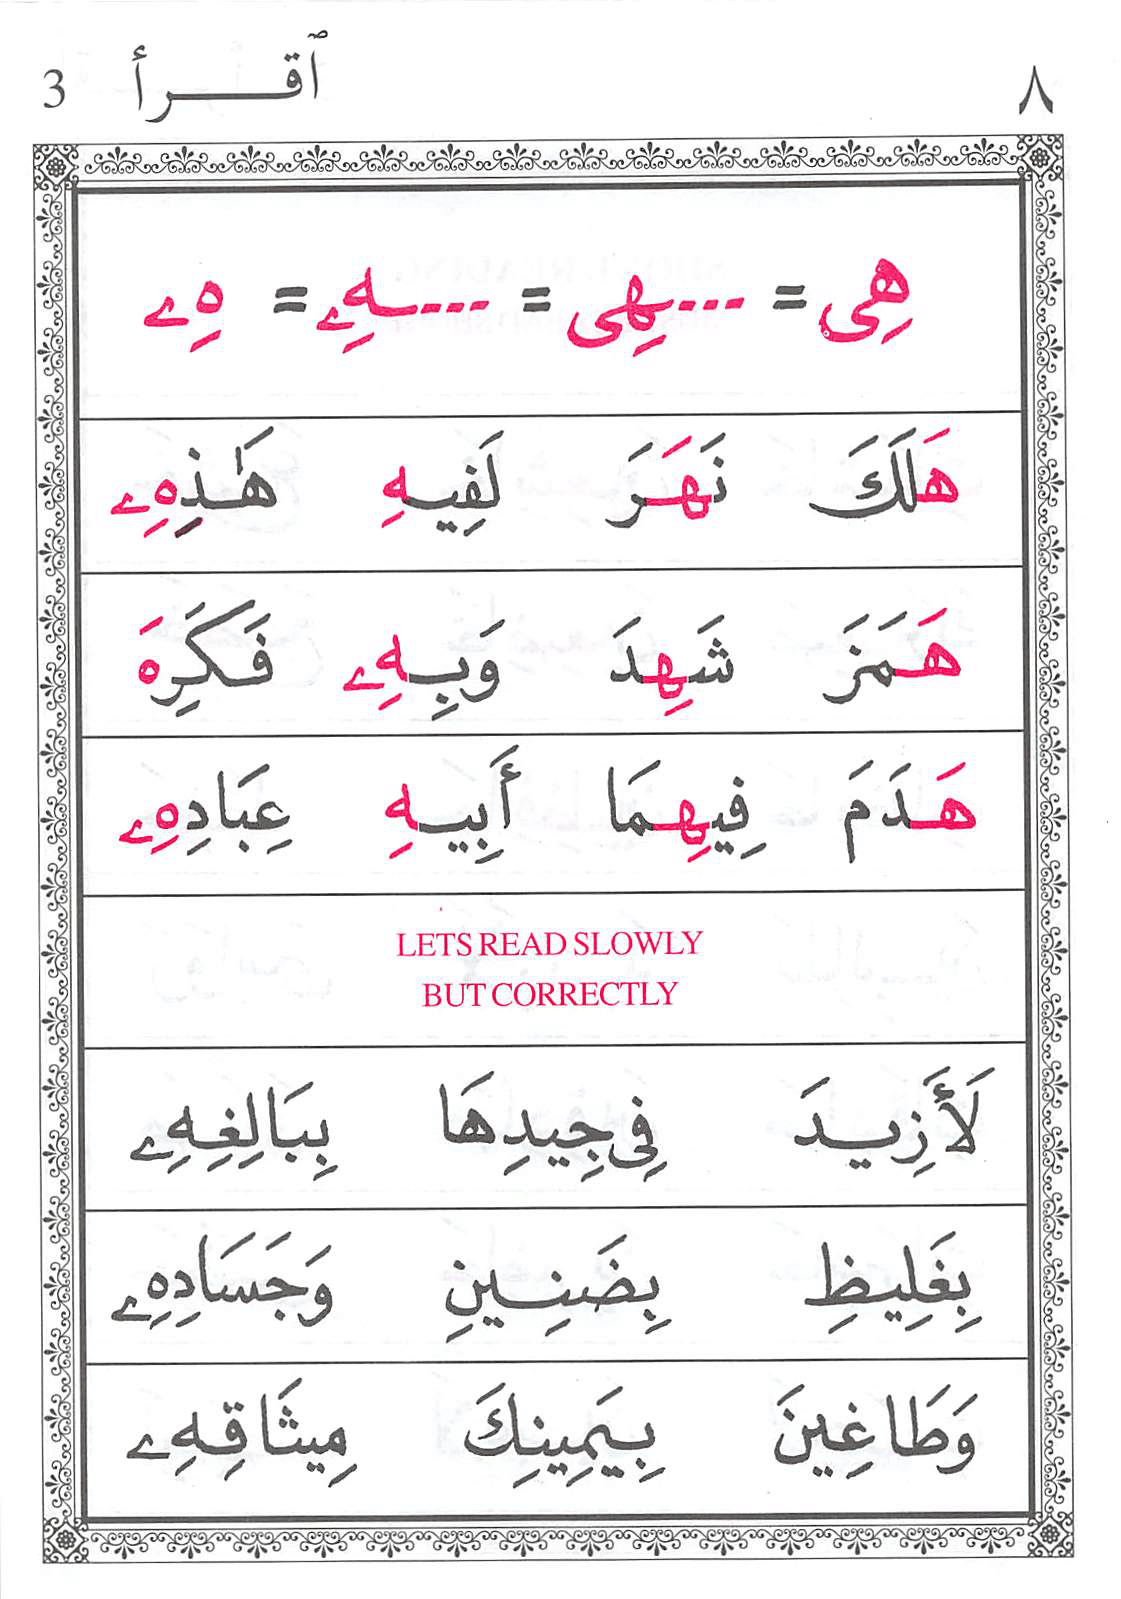 3 ٱقـــرأ ٨
هِى = ---ـهِى = ---ـهِۦ = هِۦ
هَلَكَ نَهَرَ لَفِيهِ هَٰذِهِۦ
هَمَزَ شَهِدَ وَبِهِۦ فَكَرِهَ
هَدَمَ فِيهِمَا أَبِيهِ عِبَادِهِۦ
LETS READ SLOWLY
BUT CORRECTLY
لَأَزِيدَ فِى جِيدِهَا بِبَالِغِهِۦ
بِغَلِيظِ بِضَنِينِ وَجَسَادِهِۦ
وَطَاغِينَ بِيَمِينِكَ مِيثَاقِهِۦ